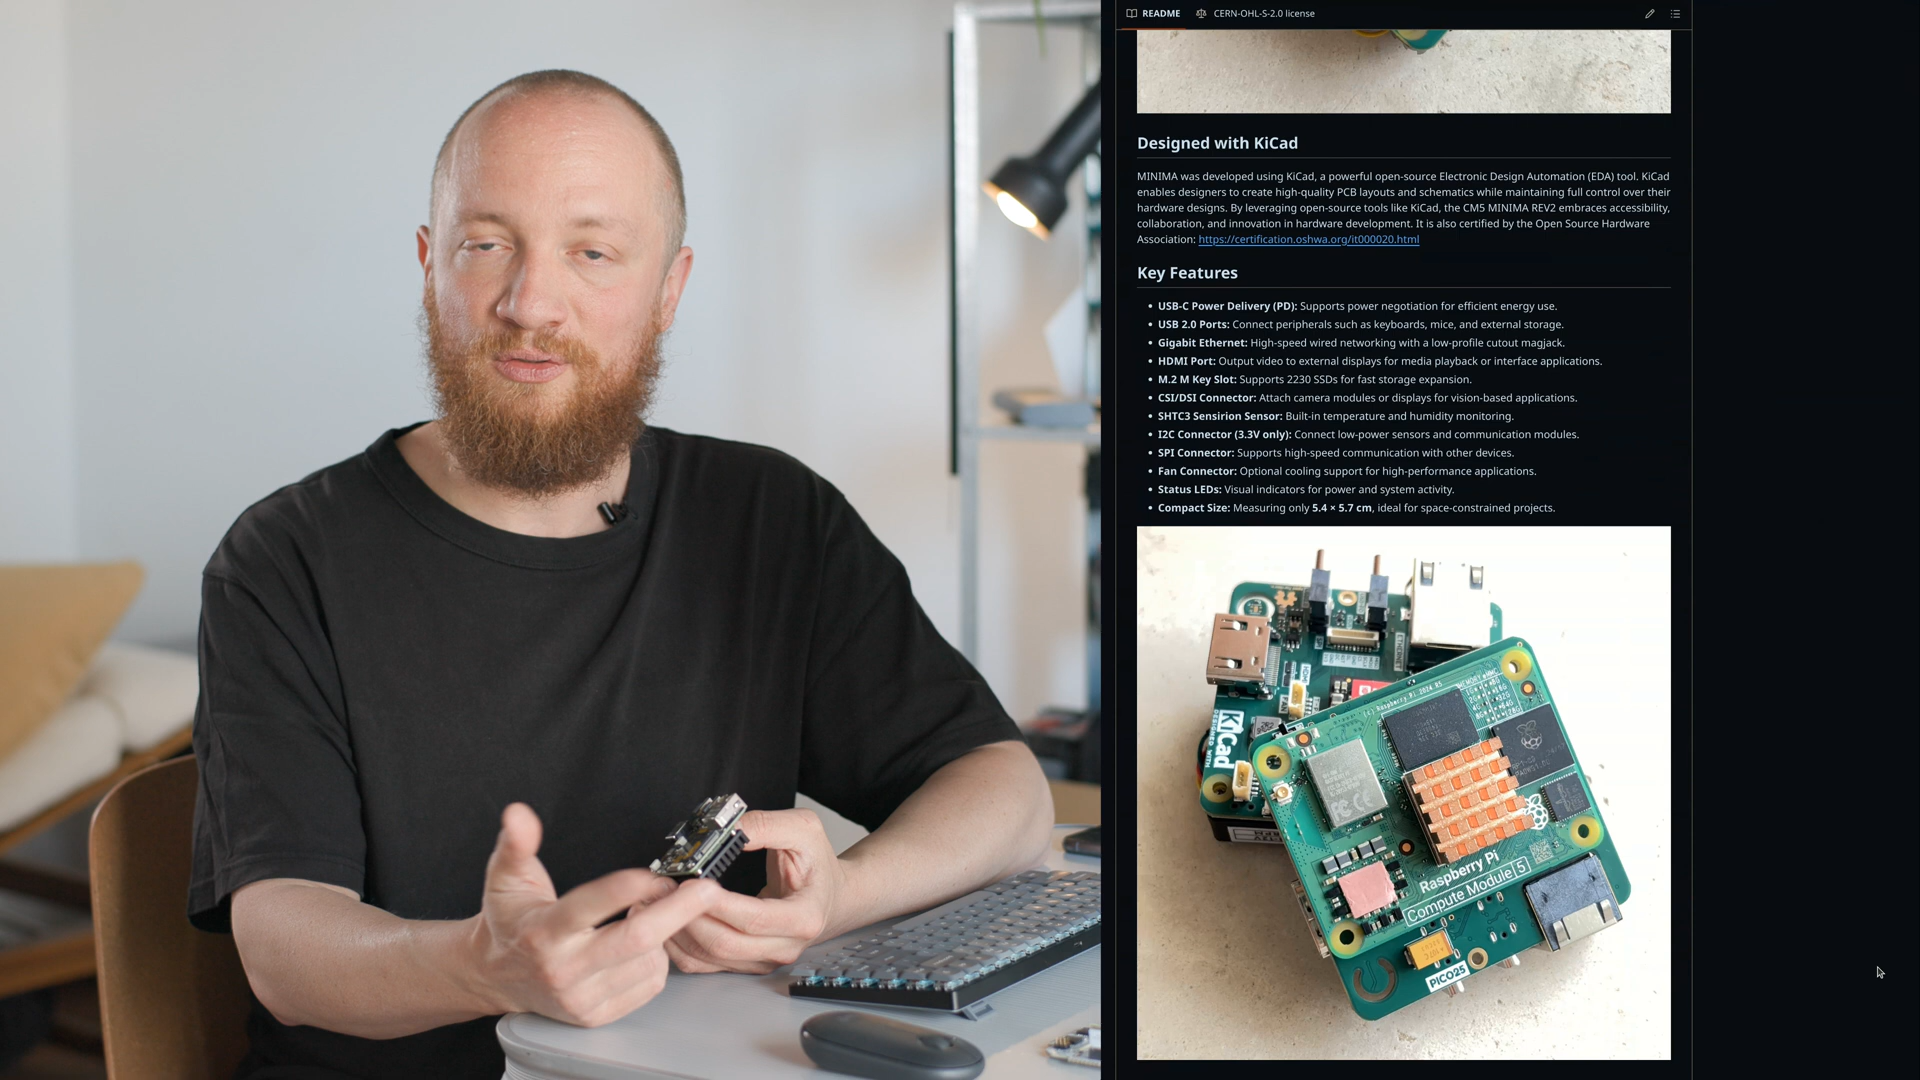 README
CERN-OHL-S-2.0 license
Designed with KiCad
MINIMA was developed using KiCad, a powerful open-source Electronic Design Automation (EDA) tool. KiCad
enables designers to create high-quality PCB layouts and schematics while maintaining full control over their
hardware designs. By leveraging open-source tools like KiCad, the CM5 MINIMA REV2 embraces accessibility,
collaboration, and innovation in hardware development. It is also certified by the Open Source Hardware
Association: https://certification.oshwa.org/it000020.html
Key Features
• USB-C Power Delivery (PD): Supports power negotiation for efficient energy use.
• USB 2.0 Ports: Connect peripherals such as keyboards, mice, and external storage.
• Gigabit Ethernet: High-speed wired networking with a low-profile cutout magjack.
• HDMI Port: Output video to external displays for media playback or interface applications.
• M.2 M Key Slot: Supports 2230 SSDs for fast storage expansion.
• CSI/DSI Connector: Attach camera modules or displays for vision-based applications.
• SHTC3 Sensirion Sensor: Built-in temperature and humidity monitoring.
• I2C Connector (3.3V only): Connect low-power sensors and communication modules.
• SPI Connector: Supports high-speed communication with other devices.
• Fan Connector: Optional cooling support for high-performance applications.
• Status LEDs: Visual indicators for power and system activity.
• Compact Size: Measuring only 5.4 × 5.7 cm, ideal for space-constrained projects.
ETHERNET
HDMI
FAN
DESIGNED WITH
KiCad
(c) Raspberry Pi 2024
Raspberry Pi
Compute Module 5
PICO25